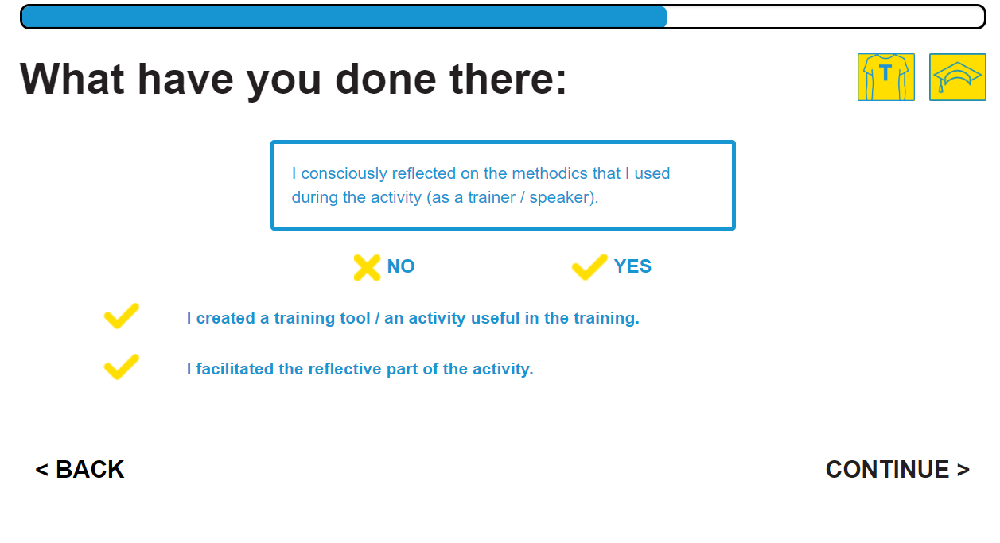 What have you done there:
T
I consciously reflected on the methodics that I used
during the activity (as a trainer / speaker).
NO
YES
I created a training tool / an activity useful in the training.
I facilitated the reflective part of the activity.
< BACK
CONTINUE >